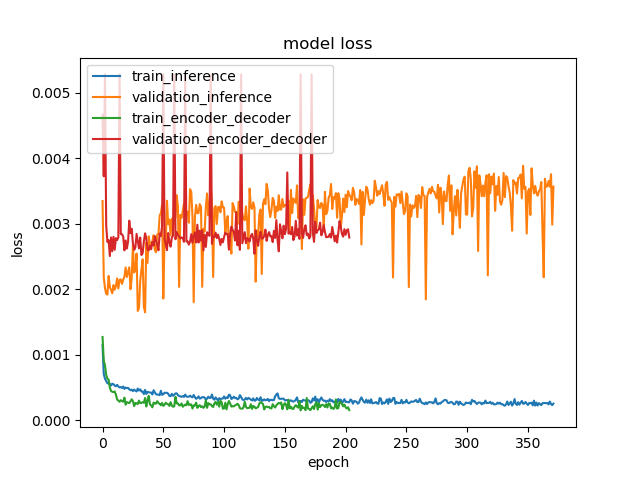 model loss
train_inference
validation_inference
train_encoder_decoder
validation_encoder_decoder
loss
0.005
0.004
0.003
0.002
0.001
0.000
0 50 100 150 200 250 300 350
epoch